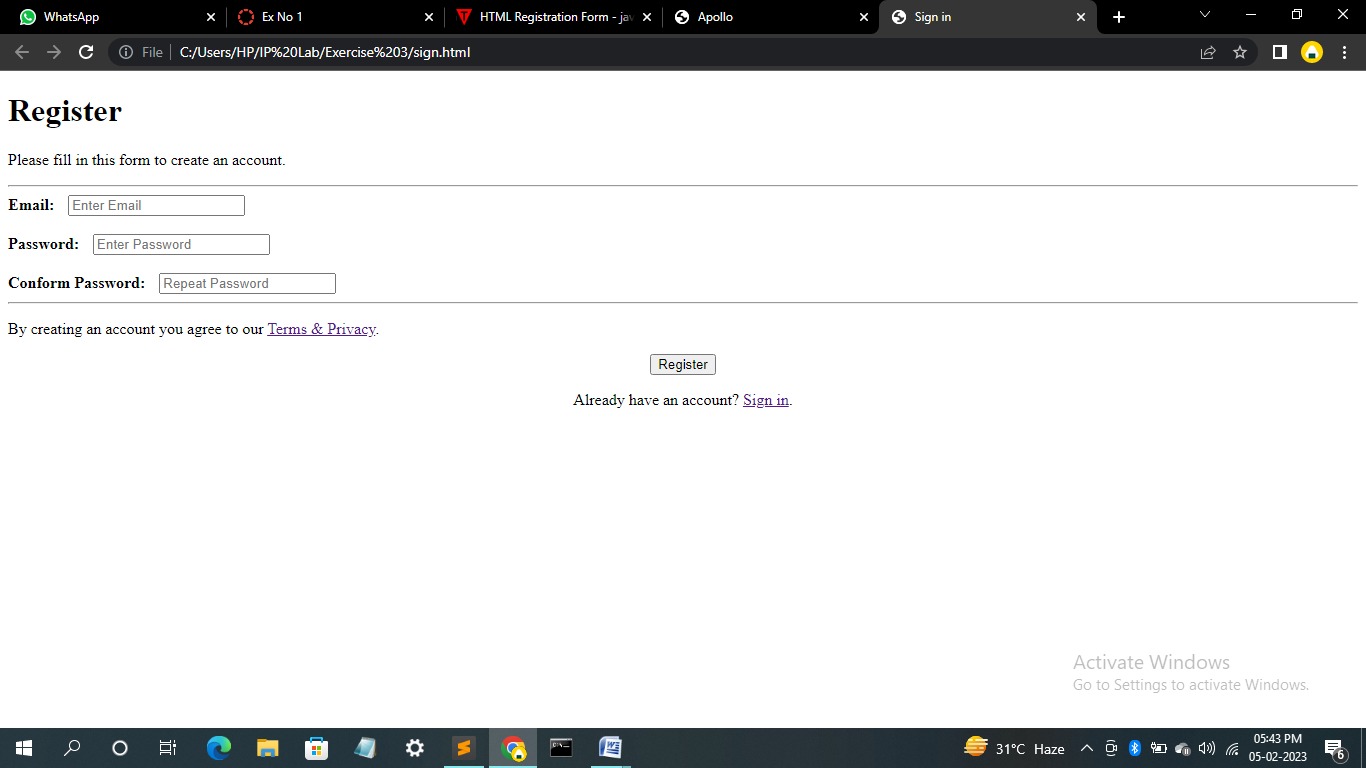 WhatsApp
Ex No 1
HTML Registration Form - jav
Apollo
Sign in
File
C:/Users/HP/IP%20Lab/Exercise%203/sign.html
Register
Please fill in this form to create an account.
Email: Enter Email
Password: Enter Password
Conform Password: Repeat Password
By creating an account you agree to our Terms & Privacy.
Register
Already have an account? Sign in.
Activate Windows
Go to Settings to activate Windows.
31°C Haze
05:43 PM
05-02-2023
6